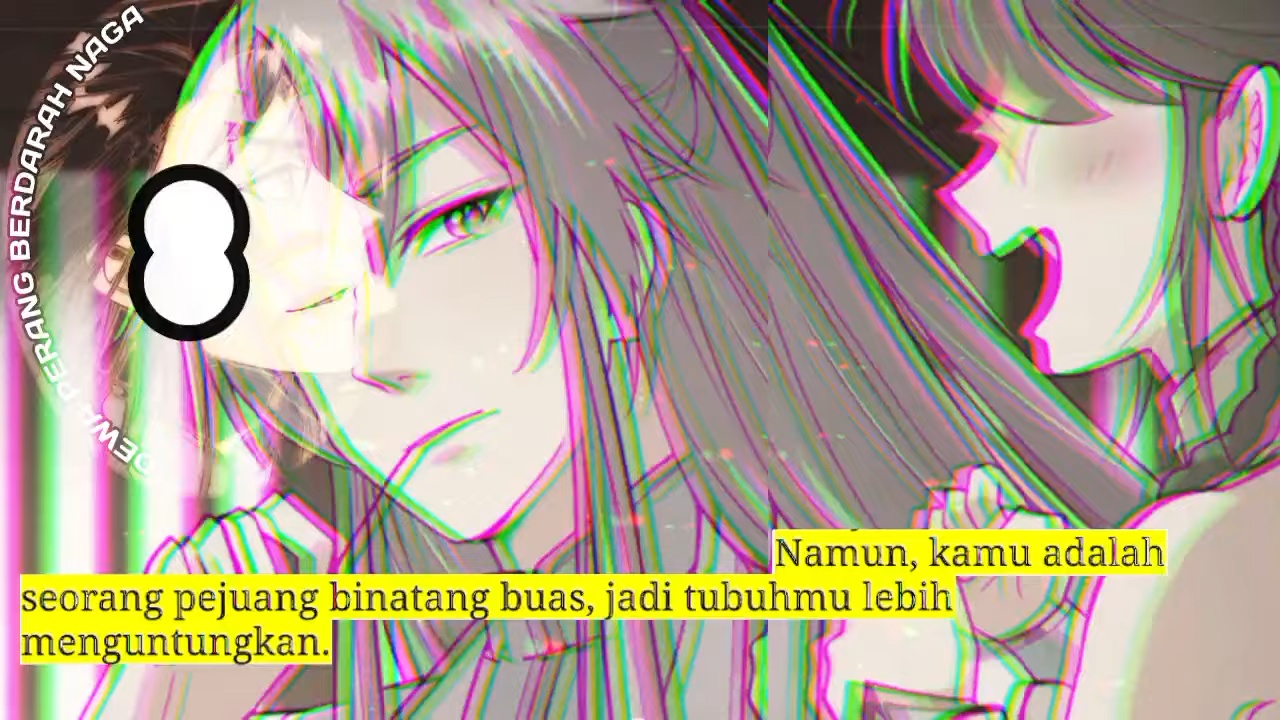 DEWA PERANG BERDARAH NAGA
8
Namun, kamu adalah
seorang pejuang binatang buas, jadi tubuhmu lebih
menguntungkan.